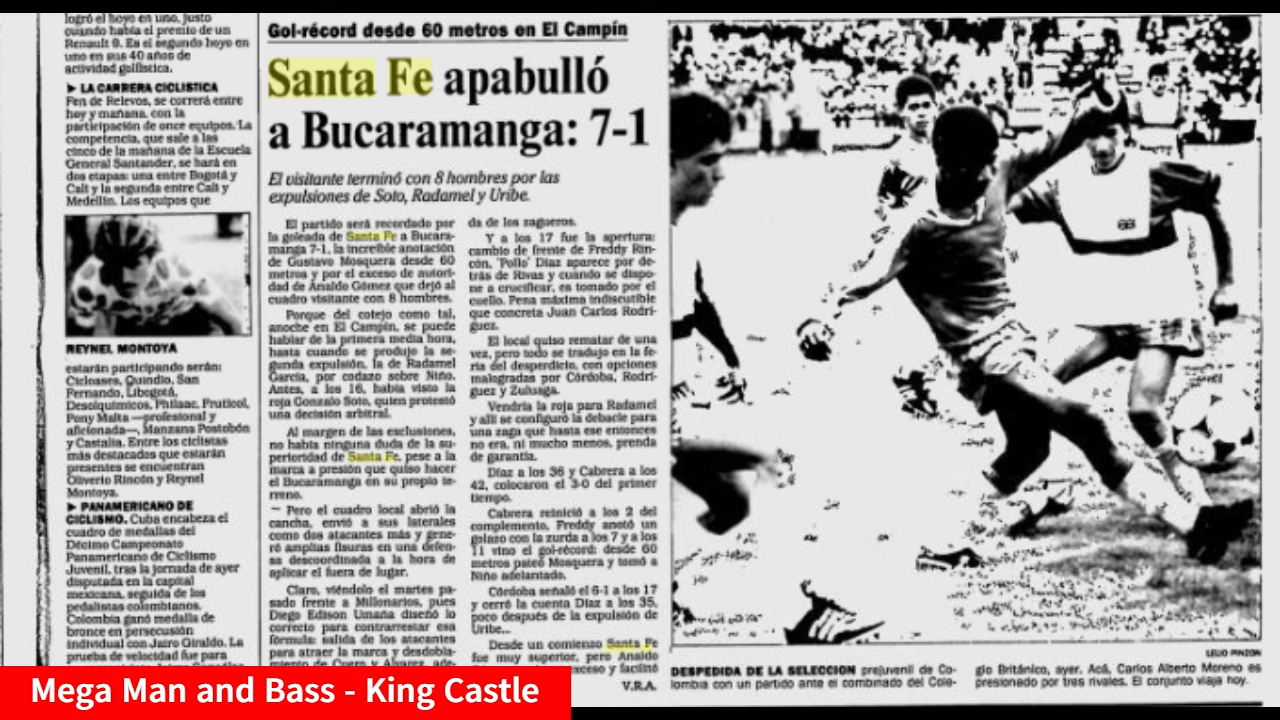 logró el hoyo en uno, justo
cuando había el premio de un
Renault 9. En el segundo hoyo en
uno en sus 40 años de
actividad golfística.
► LA CARRERA CICLISTICA
Fen de Relevos, se correrá entre
hoy y mañana, con la
participación de once equipos. La
competencia, que sale a las
cinco de la mañana de la Escuela
General Santander, se hará en
dos etapas: una entre Bogotá y
Cali y la segunda entre Cali y
Medellín. Los equipos que
REYNEL MONTOYA
estarán participando serán:
Cicloases, Quindío, San
Fernando, Libogotá,
Desolquímicos, Philaac, Fruticol,
Pony Malta —profesional y
aficionada—, Manzana Postobón
y Castalia. Entre los ciclistas
más destacados que estarán
presentes se encuentran
Oliverio Rincón y Reynel
Montoya.
► PANAMERICANO DE
CICLISMO. Cuba encabeza el
cuadro de medallas del
Décimo Campeonato
Panamericano de Ciclismo
Juvenil, tras la jornada de ayer
disputada en la capital
mexicana, seguida de los
pedalistas colombianos.
Colombia ganó medalla de
bronce en persecusión
individual con Jairo Giraldo. La
prueba de velocidad fue para
Gol-récord desde 60 metros en El Campín
Santa Fe apabulló
a Bucaramanga: 7-1
El visitante terminó con 8 hombres por las
expulsiones de Soto, Radamel y Uribe.
El partido será recordado por
la goleada de Santa Fe a Bucara-
manga 7-1, la increíble anotación
de Gustavo Mosquera desde 60
metros y por el exceso de autori-
dad de Analdo Gómez que dejó al
cuadro visitante con 8 hombres.
Porque del cotejo como tal,
anoche en El Campín, se puede
hablar de la primera media hora,
hasta cuando se produjo la se-
gunda expulsión, la de Radamel
García, por codazo sobre Niño.
Antes, a los 16, había visto la
roja Gonzalo Soto, quien protestó
una decisión arbitral.
Al margen de las exclusiones,
no había ninguna duda de la su-
perioridad de Santa Fe, pese a la
marca a presión que quiso hacer
el Bucaramanga en su propio te-
rreno.
Pero el cuadro local abrió la
cancha, envió a sus laterales
como dos atacantes más y gene-
ró amplias fisuras en una defen-
sa descoordinada a la hora de
aplicar el fuera de lugar.
Claro, viéndolo el martes pa-
sado frente a Millonarios, pues
Diego Edison Umaña diseñó lo
correcto para contrarrestar esa
fórmula: salida de los atacantes
para atraer la marca y desdobla-
miento de Cuero y Alvarez, ade-
da de los zagueros.
Y a los 17 fue la apertura:
cambio de frente de Freddy Rin-
cón, 'Pollo' Díaz aparece por de-
trás de Rivas y cuando se dispo-
ne a crucificar, es tomado por el
cuello. Pena máxima indiscutible
que concreta Juan Carlos Rodrí-
guez.
El local quiso rematar de una
vez, pero todo se tradujo en la fe-
ria del desperdicio, con opciones
malogradas por Córdoba, Rodrí-
guez y Zuluaga.
Vendría la roja para Radamel
y allí se configuró la debacle para
una zaga que hasta ese entonces
no era, ni mucho menos, prenda
de garantía.
Díaz a los 36 y Cabrera a los
42, colocaron el 3-0 del primer
tiempo.
Cabrera reinició a los 2 del
complemento, Freddy anotó un
golazo con la zurda a los 7 y a los
11 vino el gol-récord: desde 60
metros pateó Mosquera y tomó a
Niño adelantado.
Córdoba señaló el 6-1 a los 17
y cerró la cuenta Díaz a los 35,
poco después de la expulsión de
Uribe...
Desde un comienzo Santa Fe
fue muy superior, pero Analdo
exceso y facilitó
V.R.A.
LELIO PINZON
DESPEDIDA DE LA SELECCION prejuvenil de Co-
lombia con un partido ante el combinado del Cole-
gio Británico, ayer. Acá, Carlos Alberto Moreno es
presionado por tres rivales. El conjunto viaja hoy.
Mega Man and Bass - King Castle